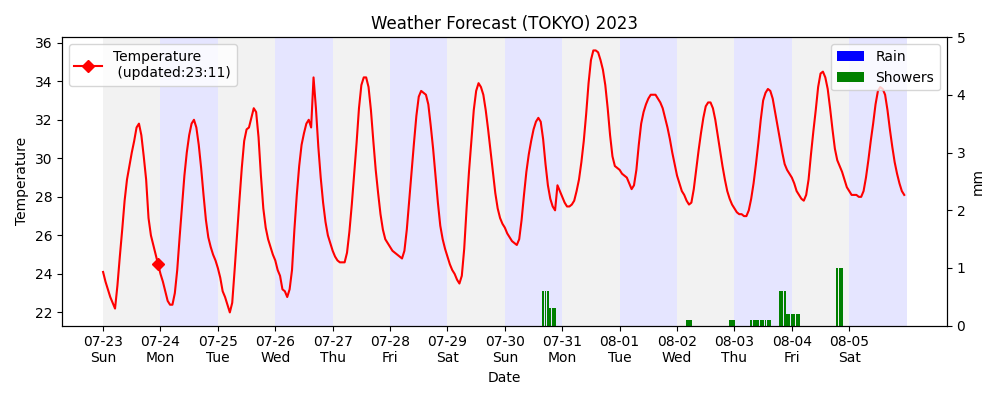 Weather Forecast (TOKYO) 2023
Temperature
(updated:23:11)
Rain
Showers
Temperature
36
34
32
30
28
26
24
22
5
4
3
2
1
0
mm
07-23 07-24 07-25 07-26 07-27 07-28 07-29 07-30 07-31 08-01 08-02 08-03 08-04 08-05
Sun Mon Tue Wed Thu Fri Sat Sun Mon Tue Wed Thu Fri Sat
Date